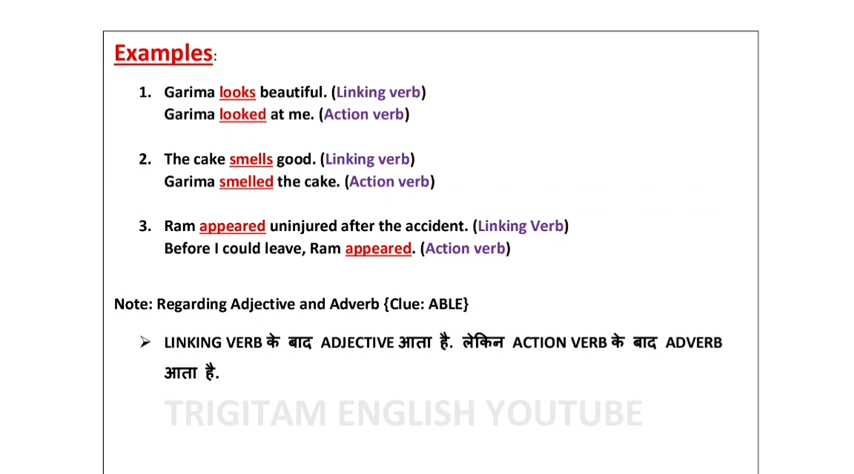 Examples:
1. Garima looks beautiful. (Linking verb)
Garima looked at me. (Action verb)
2. The cake smells good. (Linking verb)
Garima smelled the cake. (Action verb)
3. Ram appeared uninjured after the accident. (Linking Verb)
Before I could leave, Ram appeared. (Action verb)
Note: Regarding Adjective and Adverb {Clue: ABLE}
➢ LINKING VERB के बाद ADJECTIVE आता है. लेकिन ACTION VERB के बाद ADVERB
आता है.
TRIGITAM ENGLISH YOUTUBE